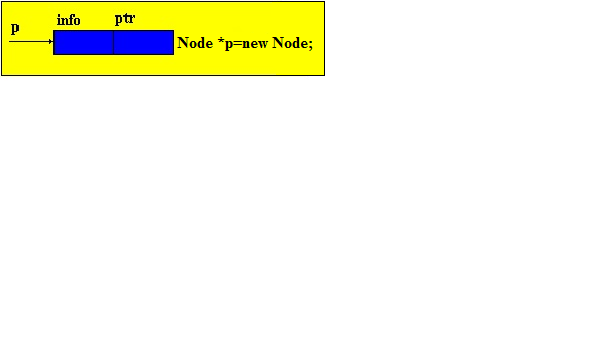 p
info
ptr
Node *p=new Node;